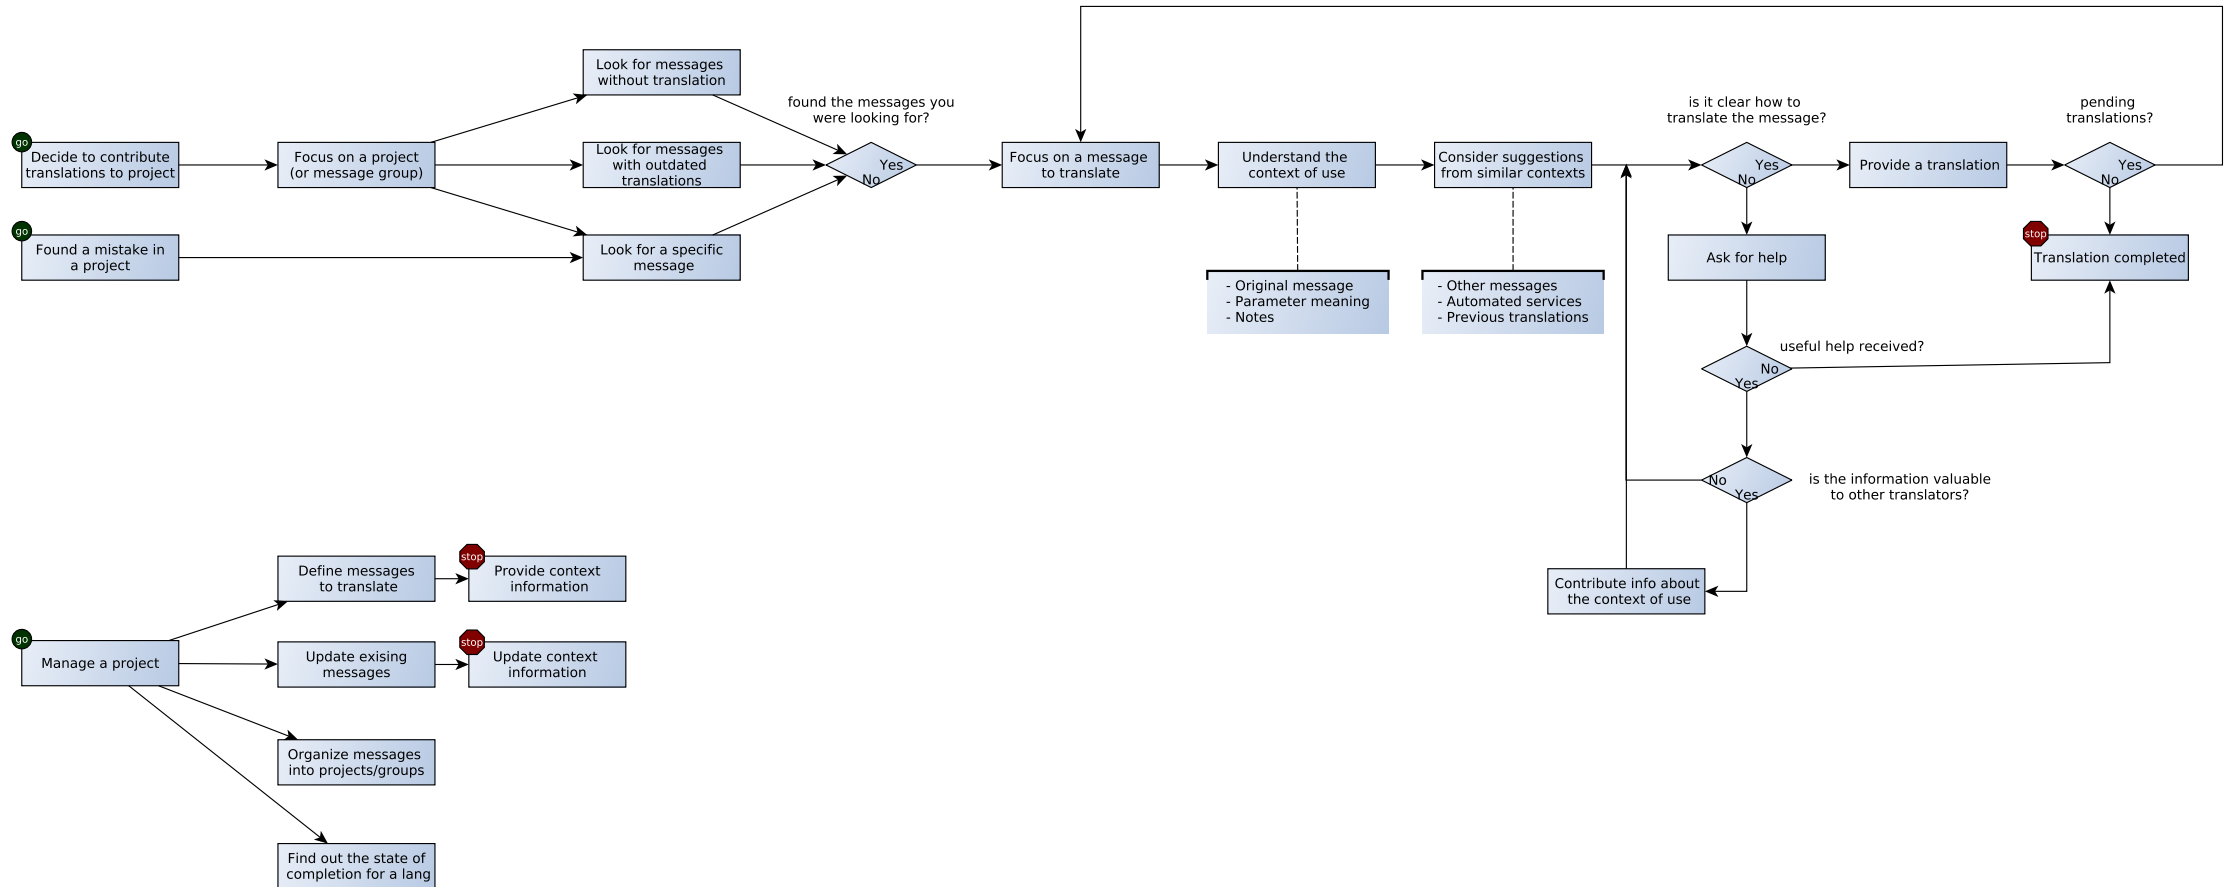 Look for messages
without translation
found the messages you
were looking for?
is it clear how to
translate the message?
pending
translations?
go
Decide to contribute
translations to project
Focus on a project
(or message group)
Look for messages
with outdated
translations
Yes
No
Focus on a message
to translate
Understand the
context of use
Consider suggestions
from similar contexts
Yes
No
Provide a translation
Yes
No
go
Found a mistake in
a project
Look for a specific
message
Ask for help
stop
Translation completed
- Original message
- Parameter meaning
- Notes
- Other messages
- Automated services
- Previous translations
useful help received?
No
Yes
No
Yes
is the information valuable
to other translators?
Define messages
to translate
stop
Provide context
information
Contribute info about
the context of use
go
Manage a project
Update exising
messages
stop
Update context
information
Organize messages
into projects/groups
Find out the state of
completion for a lang